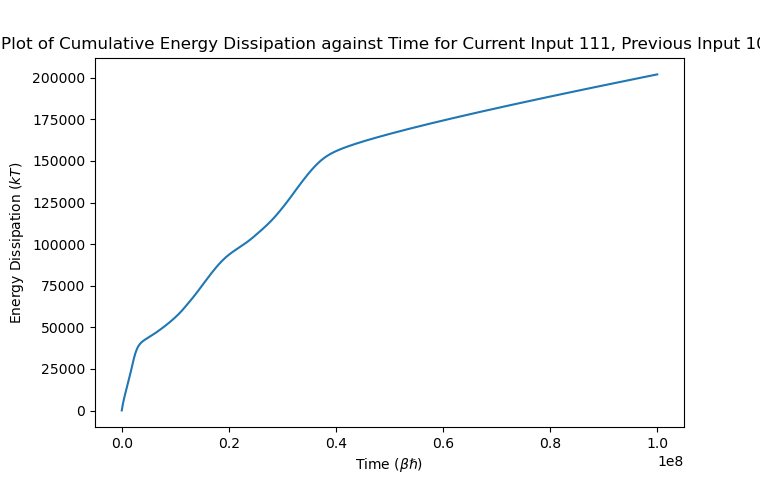 Plot of Cumulative Energy Dissipation against Time for Current Input 111, Previous Input 10
200000
175000
150000
125000
100000
75000
50000
25000
0
Energy Dissipation (kT)
0.0 0.2 0.4 0.6 0.8 1.0
1e8
Time (βℏ)